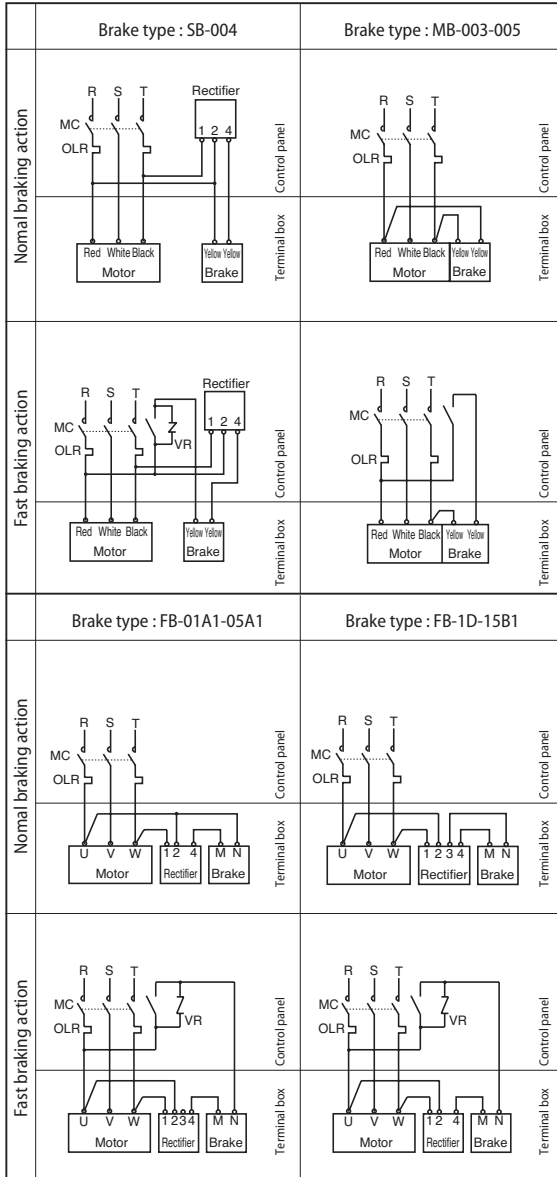 Brake type : SB-004
Brake type : MB-003-005
Nomal braking action
R S T
Rectifier
MC
1 2 4
OLR
Control panel
Red White Black
Yellow Yellow
Motor
Brake
Terminal box
R S T
MC
OLR
Control panel
Red White Black Yellow Yellow
Motor Brake
Terminal box
Fast braking action
R S T
Rectifier
MC
1 2 4
OLR
VR
Control panel
Red White Black
Yellow Yellow
Motor
Brake
Terminal box
R S T
MC
OLR
Control panel
Red White Black Yellow Yellow
Motor Brake
Terminal box
Brake type : FB-01A1-05A1
Brake type : FB-1D-15B1
Nomal braking action
R S T
MC
OLR
Control panel
U V W 1 2 4 M N
Motor Rectifier Brake
Terminal box
R S T
MC
OLR
Control panel
U V W 1 2 3 4 M N
Motor Rectifier Brake
Terminal box
Fast braking action
R S T
MC
OLR
VR
Control panel
U V W 1 2 3 4 M N
Motor Rectifier Brake
Terminal box
R S T
MC
OLR
VR
Control panel
U V W 1 2 4 M N
Motor Rectifier Brake
Terminal box